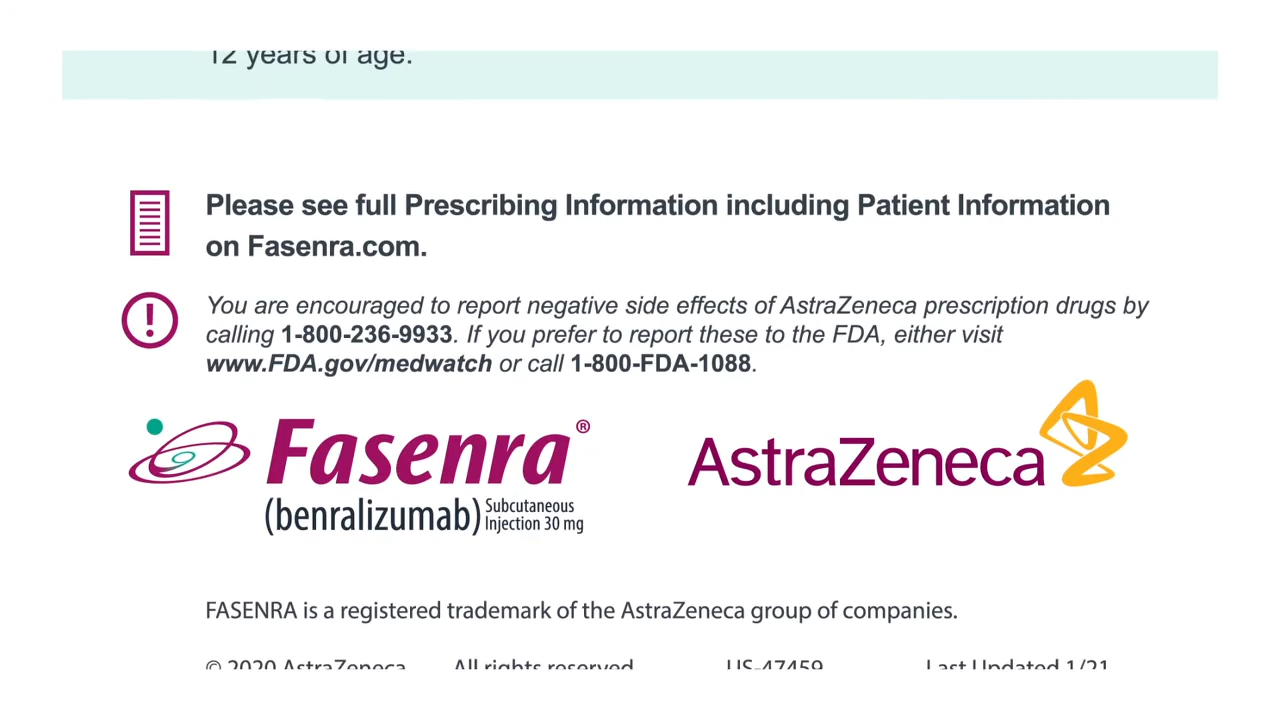 12 years of age.
Please see full Prescribing Information including Patient Information
on Fasenra.com.
You are encouraged to report negative side effects of AstraZeneca prescription drugs by
calling 1-800-236-9933. If you prefer to report these to the FDA, either visit
www.FDA.gov/medwatch or call 1-800-FDA-1088.
Fasenra®
(benralizumab) Subcutaneous
Injection 30 mg
AstraZeneca
FASENRA is a registered trademark of the AstraZeneca group of companies.
© 2020 AstraZeneca All rights reserved US-47459 Last Updated 1/21